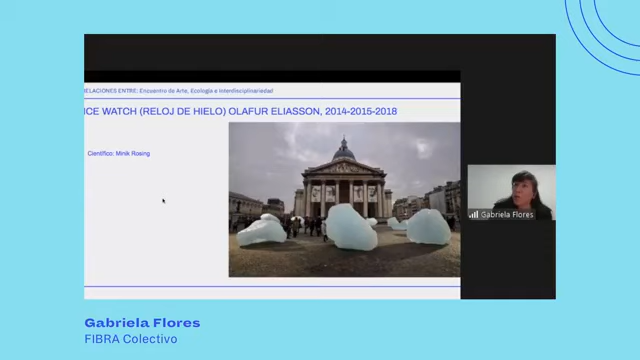 RELACIONES ENTRE: Encuentro de Arte, Ecología e Interdisciplinariedad
ICE WATCH (RELOJ DE HIELO) OLAFUR ELIASSON, 2014-2015-2018
Científico: Minik Rosing
Gabriela Flores
Gabriela Flores
FIBRA Colectivo